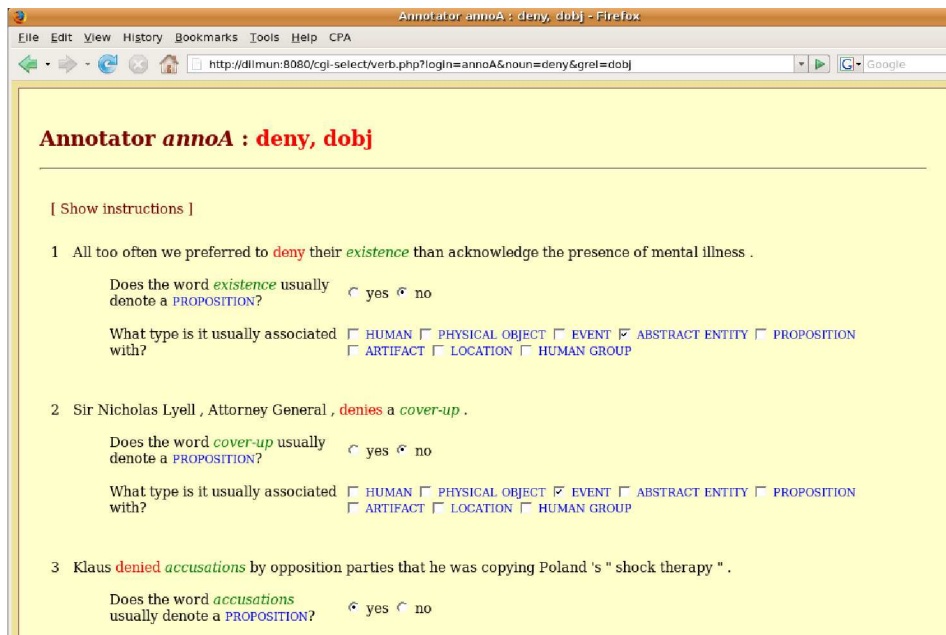 Annotator annoA : deny, dobj - Firefox
File Edit View History Bookmarks Tools Help CPA
http://dilmun:8080/cgi-select/verb.php?login=annoA&noun=deny&grel=dobj
G Google
Annotator annoA : deny, dobj
[ Show instructions ]
1 All too often we preferred to deny their existence than acknowledge the presence of mental illness .
Does the word existence usually
denote a PROPOSITION?
yes no
What type is it usually associated
with?
HUMAN PHYSICAL OBJECT EVENT ABSTRACT ENTITY PROPOSITION
ARTIFACT LOCATION HUMAN GROUP
2 Sir Nicholas Lyell , Attorney General , denies a cover-up .
Does the word cover-up usually
denote a PROPOSITION?
yes no
What type is it usually associated
with?
HUMAN PHYSICAL OBJECT EVENT ABSTRACT ENTITY PROPOSITION
ARTIFACT LOCATION HUMAN GROUP
3 Klaus denied accusations by opposition parties that he was copying Poland 's " shock therapy " .
Does the word accusations
usually denote a PROPOSITION?
yes no